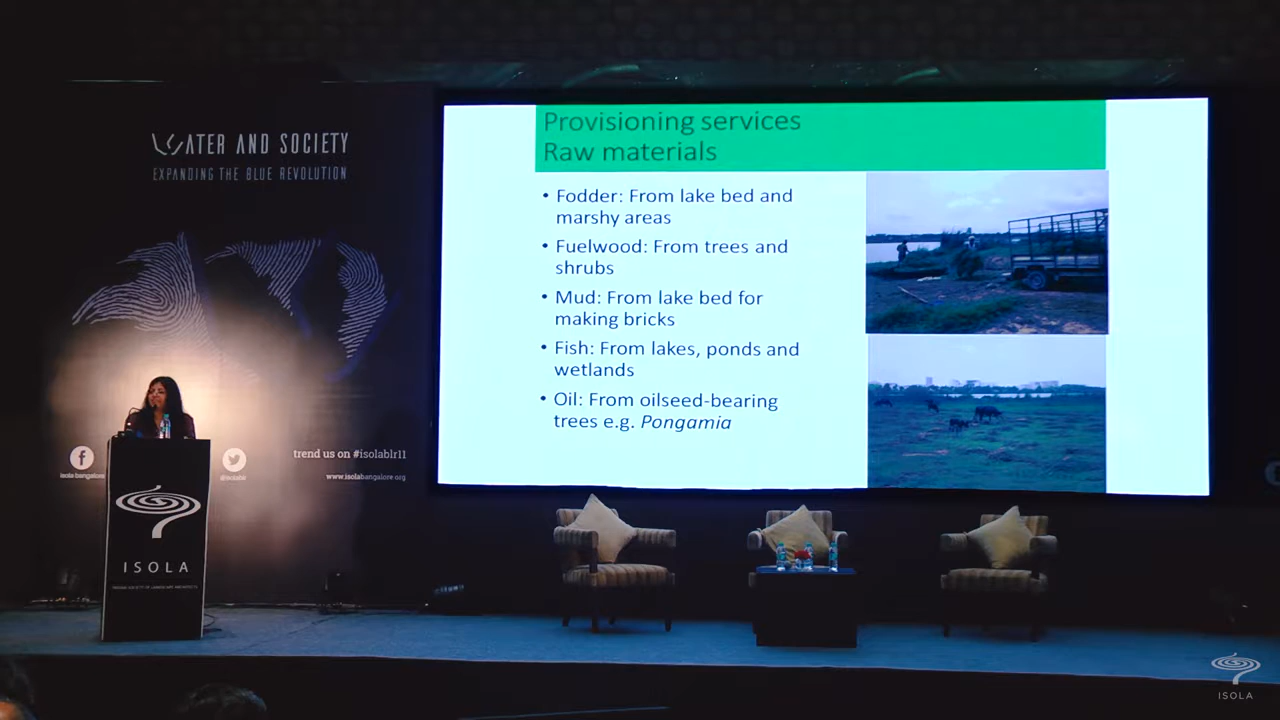 WATER AND SOCIETY
EXPANDING THE BLUE REVOLUTION
Provisioning services
Raw materials
• Fodder: From lake bed and
marshy areas
• Fuelwood: From trees and
shrubs
• Mud: From lake bed for
making bricks
• Fish: From lakes, ponds and
wetlands
• Oil: From oilseed-bearing
trees e.g. Pongamia
f
isola bangalore
trend us on #isolablr11
www.isolabangalore.org
ISOLA
ISOLA